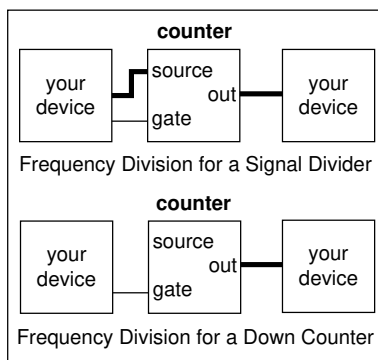 counter
your
device
source
out
gate
your
device
Frequency Division for a Signal Divider
counter
your
device
source
out
gate
your
device
Frequency Division for a Down Counter